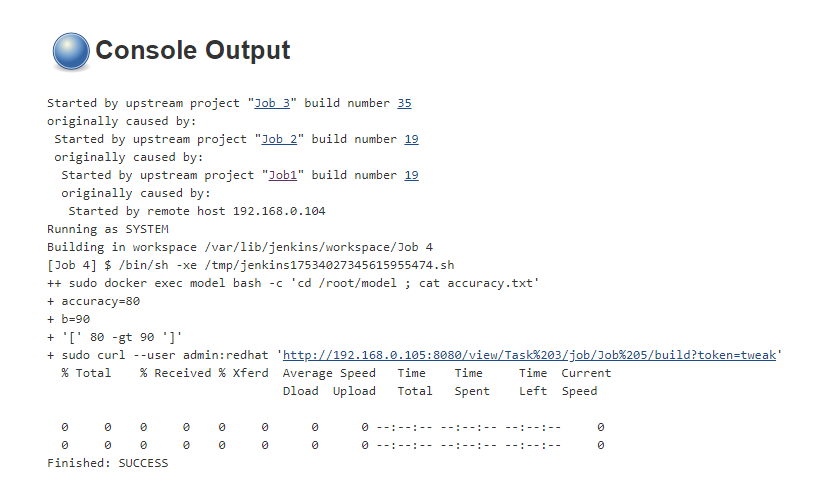 Console Output
Started by upstream project "Job 3" build number 35
originally caused by:
Started by upstream project "Job 2" build number 19
originally caused by:
Started by upstream project "Job1" build number 19
originally caused by:
Started by remote host 192.168.0.104
Running as SYSTEM
Building in workspace /var/lib/jenkins/workspace/Job 4
[Job 4] $ /bin/sh -xe /tmp/jenkins17534027345615955474.sh
++ sudo docker exec model bash -c 'cd /root/model ; cat accuracy.txt'
+ accuracy=80
+ b=90
+ '[' 80 -gt 90 ']'
+ sudo curl --user admin:redhat 'http://192.168.0.105:8080/view/Task%203/job/Job%205/build?token=tweak'
% Total % Received % Xferd Average Speed Time Time Time Current
Dload Upload Total Spent Left Speed
0 0 0 0 0 0 0 0 --:--:-- --:--:-- --:--:-- 0
0 0 0 0 0 0 0 0 --:--:-- --:--:-- --:--:-- 0
Finished: SUCCESS